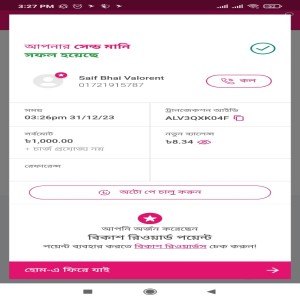 3:27 PM
আপনার সেন্ড মানি
সফল হয়েছে
Saif Bhai Valorent
01721915787
কল
সময়
ট্রানজেকশন আইডি
03:26pm 31/12/23
ALV3QXK04F
সর্বমোট
নতুন ব্যালেন্স
৳1,000.00
৳8.34
+ চার্জ প্রযোজ্য নয়
রেফারেন্স
অটো পে চালু করুন
আপনি অর্জন করেছেন
বিকাশ রিওয়ার্ড পয়েন্ট
পয়েন্ট ব্যবহার করতে বিকাশ রিওয়ার্ডস চেক করুন!
হোম-এ ফিরে যাই